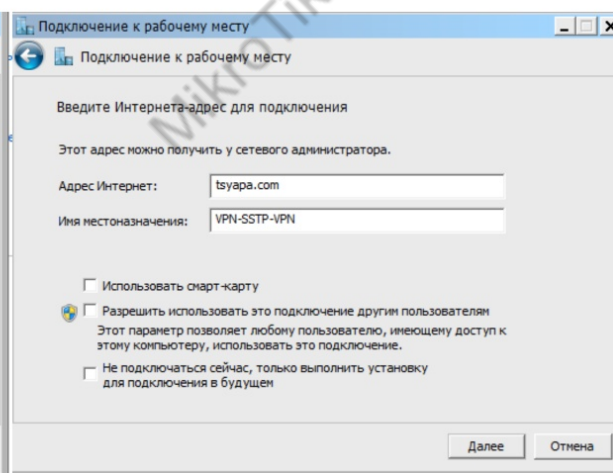 Подключение к рабочему месту
Подключение к рабочему месту
Введите Интернета-адрес для подключения
Этот адрес можно получить у сетевого администратора.
Адрес Интернет: tsyapa.com
Имя местоназначения: VPN-SSTP-VPN
Использовать смарт-карту
Разрешить использовать это подключение другим пользователям
Этот параметр позволяет любому пользователю, имеющему доступ к
этому компьютеру, использовать это подключение.
Не подключаться сейчас, только выполнить установку
для подключения в будущем
Далее Отмена